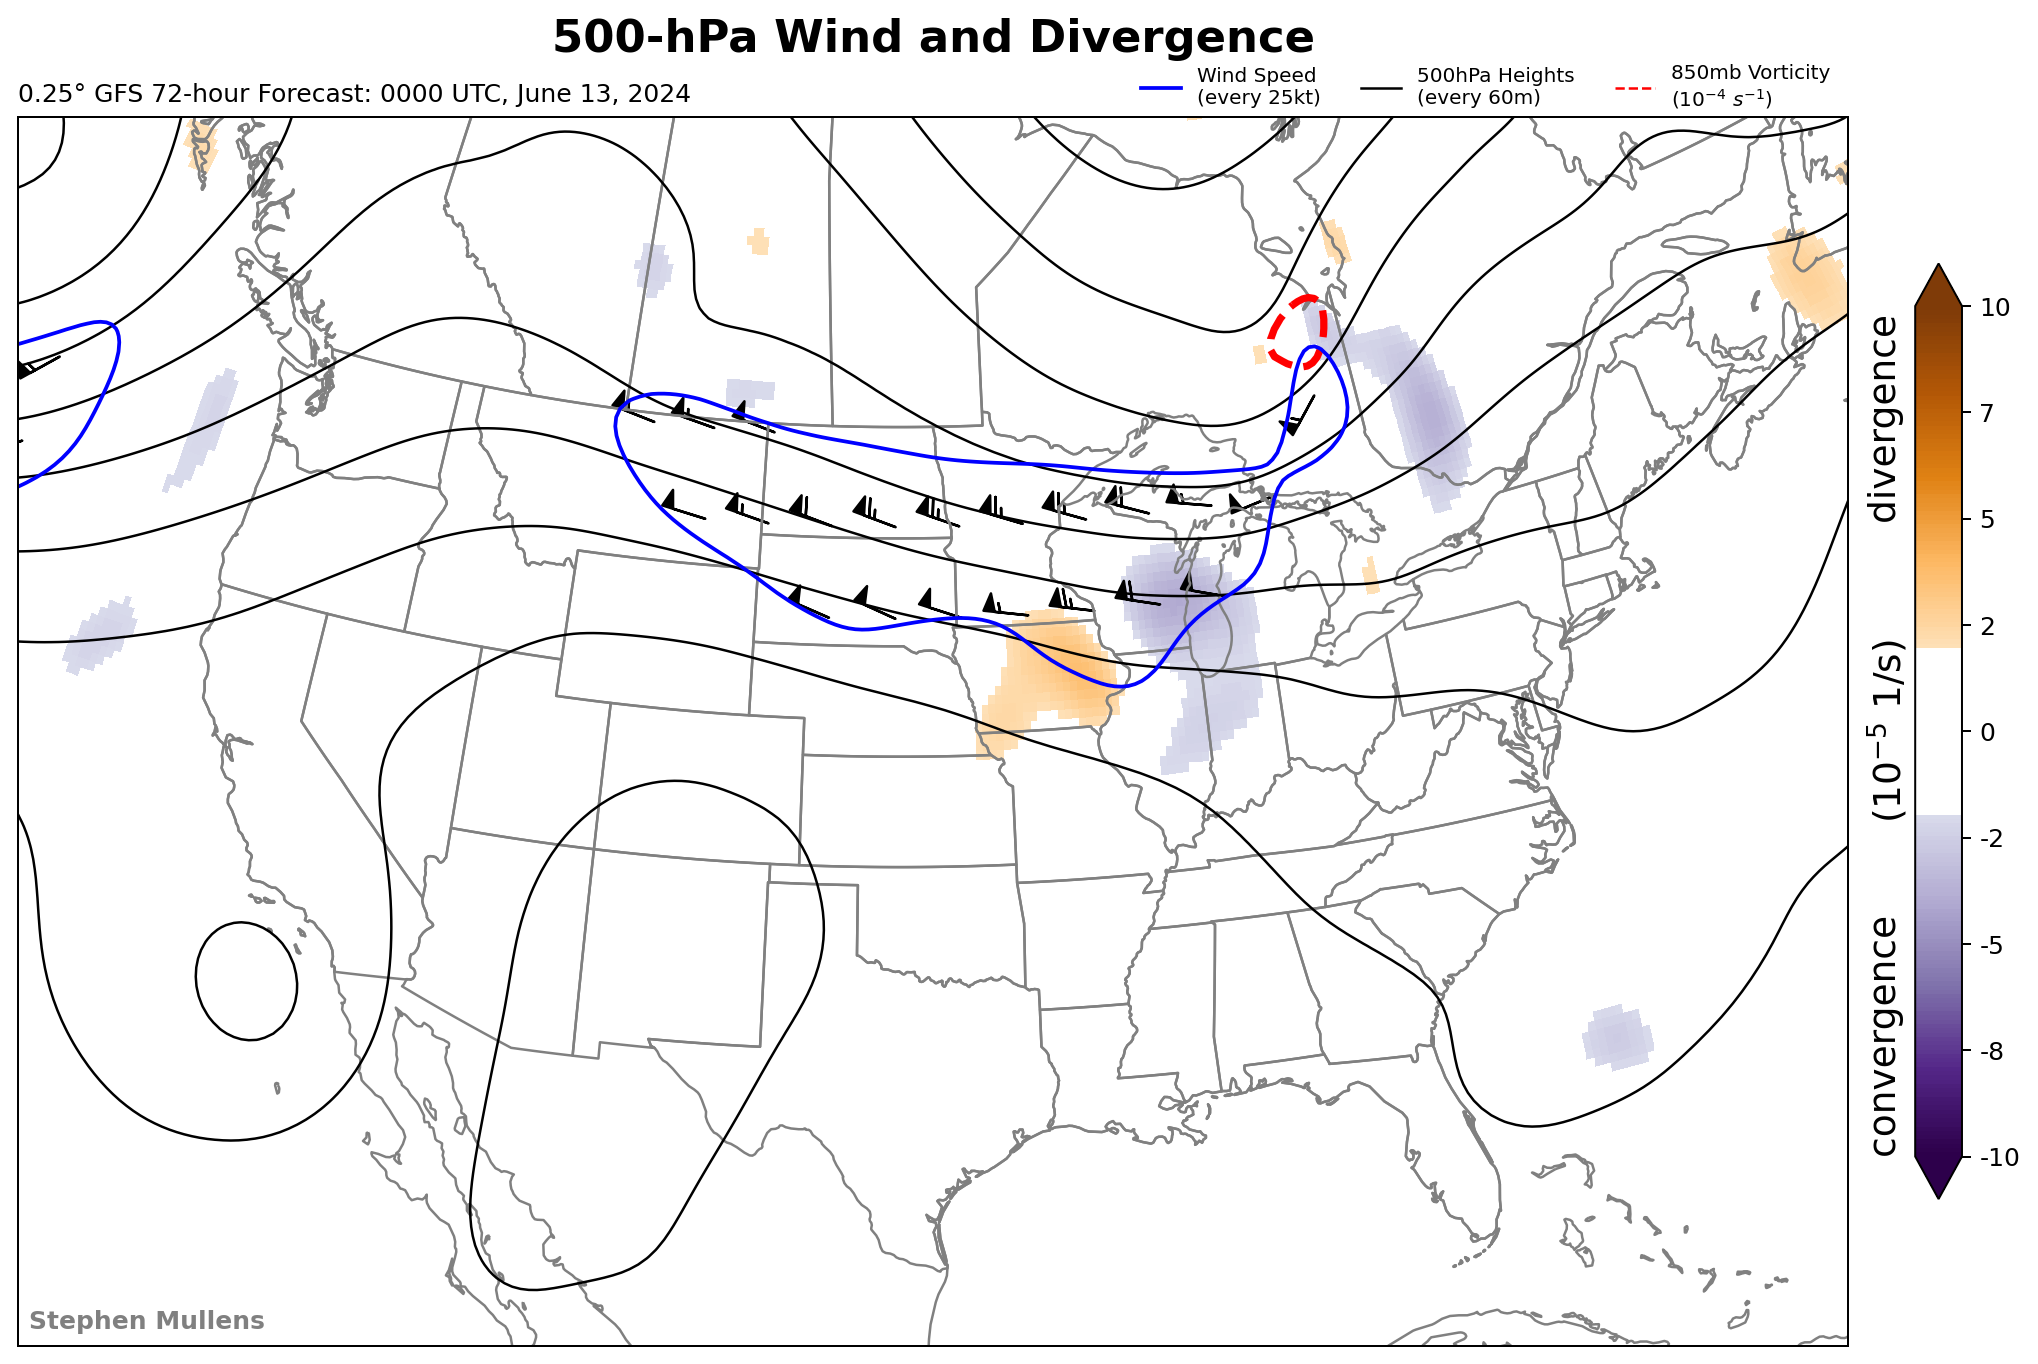 500-hPa Wind and Divergence
0.25° GFS 72-hour Forecast: 0000 UTC, June 13, 2024
Wind Speed
(every 25kt)
500hPa Heights
(every 60m)
850mb Vorticity
(10⁻⁴ s⁻¹)
10
7
5
2
0
-2
-5
-8
-10
convergence (10⁻⁵ 1/s) divergence
Stephen Mullens